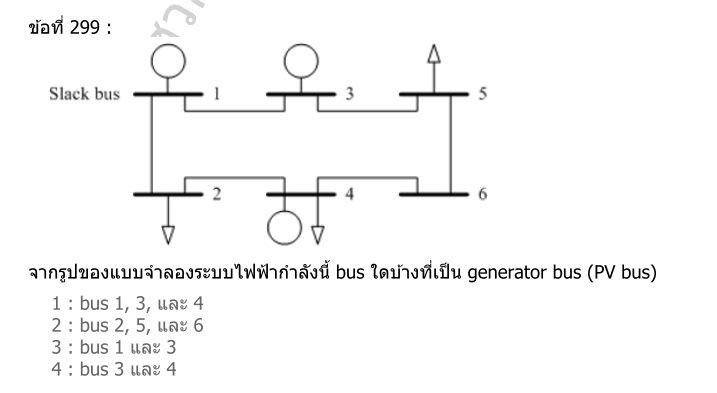 ข้อที่ 299 :
Slack bus 1 3 5
2 4 6
จากรูปของแบบจำลองระบบไฟฟ้ากำลังนี้ bus ใดบ้างที่เป็น generator bus (PV bus)
1 : bus 1, 3, และ 4
2 : bus 2, 5, และ 6
3 : bus 1 และ 3
4 : bus 3 และ 4